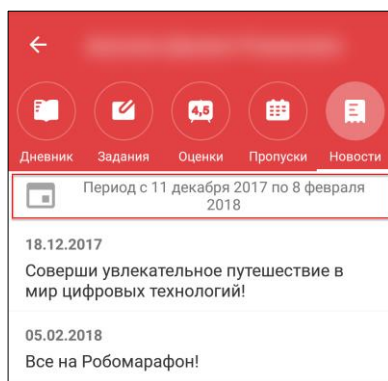 4,5
Дневник Задания Оценки Пропуски Новости
Период с 11 декабря 2017 по 8 февраля
2018
18.12.2017
Соверши увлекательное путешествие в
мир цифровых технологий!
05.02.2018
Все на Робомарафон!